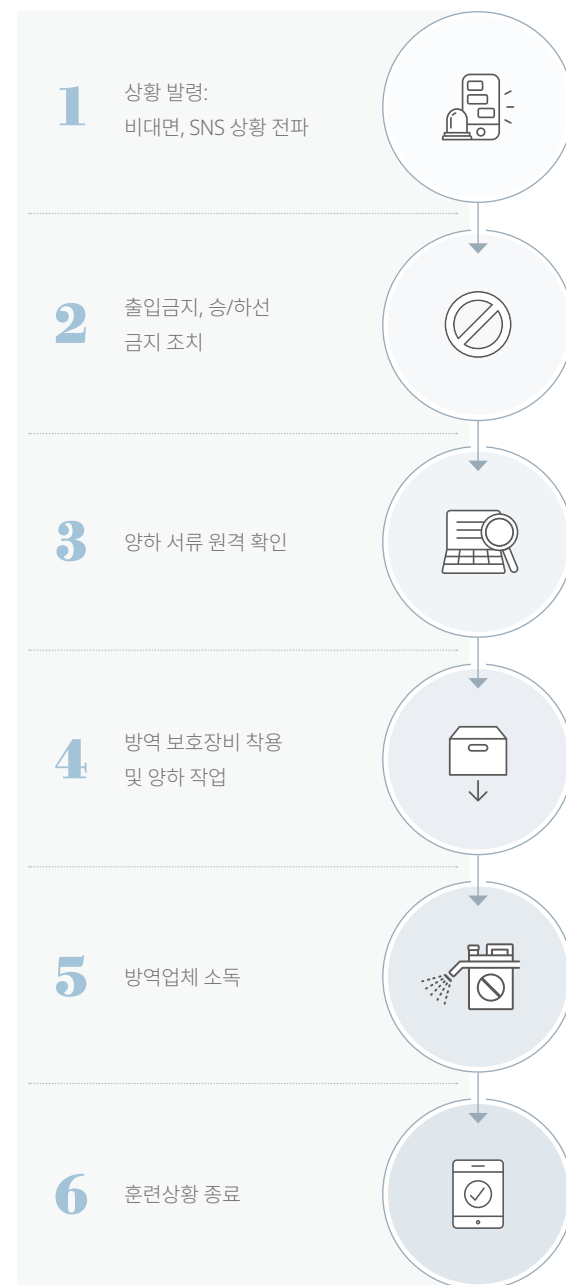 1
상황 발령:
비대면, SNS 상황 전파
2
출입금지, 승/하선
금지 조치
3
양하 서류 원격 확인
4
방역 보호장비 착용
및 양하 작업
5
방역업체 소독
6
훈련상황 종료